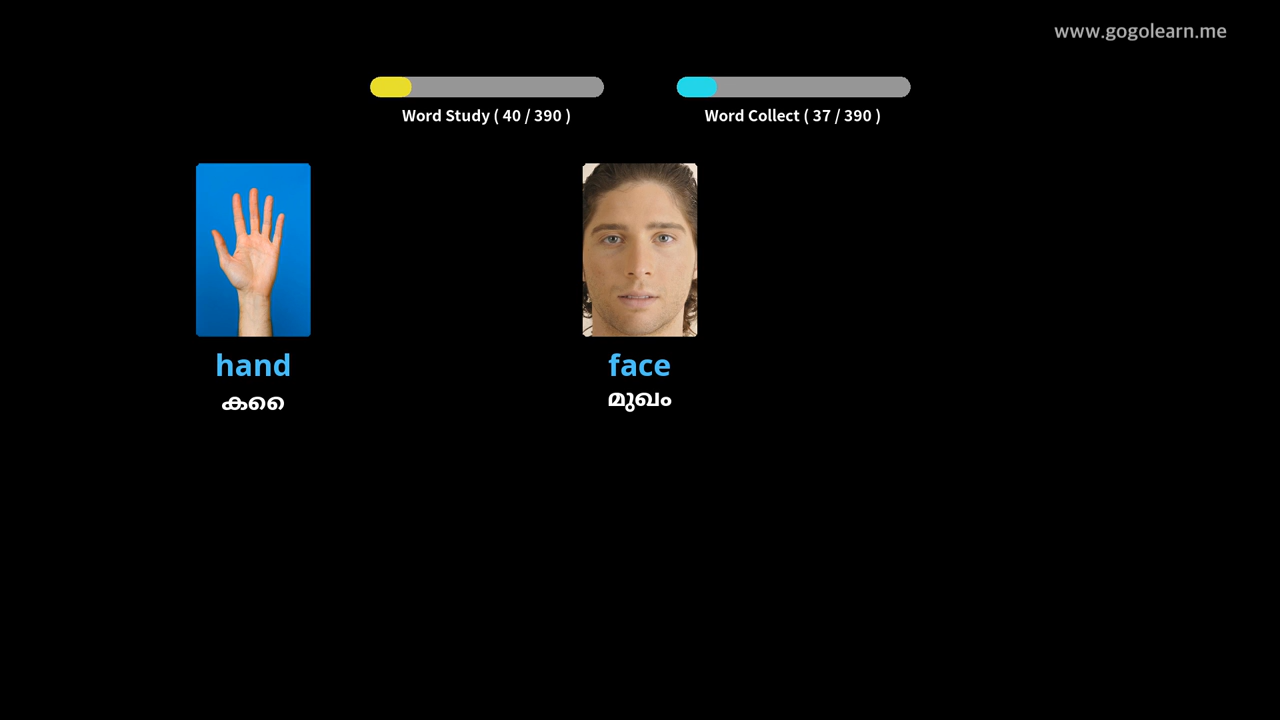 www.gogolearn.me
Word Study ( 40 / 390 )
Word Collect ( 37 / 390 )
hand
face
കൈ
മുഖം